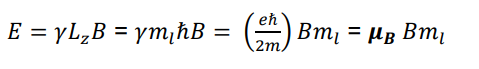 E = γL_zB = γm_lℏB = (eℏ/2m) Bm_l = μ_B Bm_l